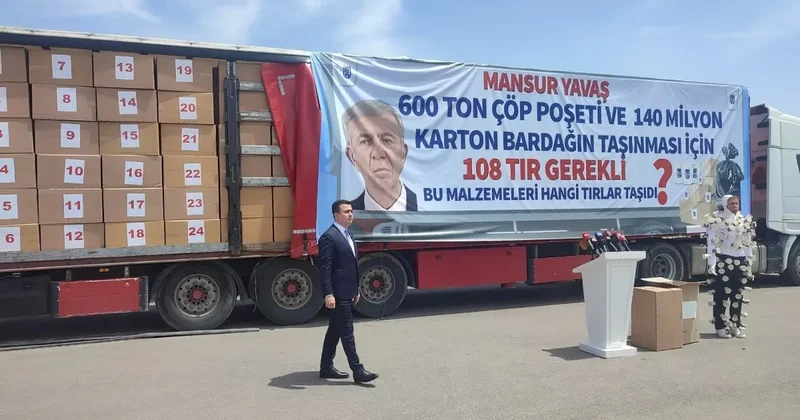 MANSUR YAVAŞ
600 TON ÇÖP POŞETİ VE 140 MİLYON
KARTON BARDAĞIN TAŞINMASI İÇİN
108 TIR GEREKLİ
BU MALZEMELERİ HANGİ TIRLAR TAŞIDI ?
7 13 19
8 14 20
3 9 15 21
4 10 16 22
5 11 17 23
6 12 18 24